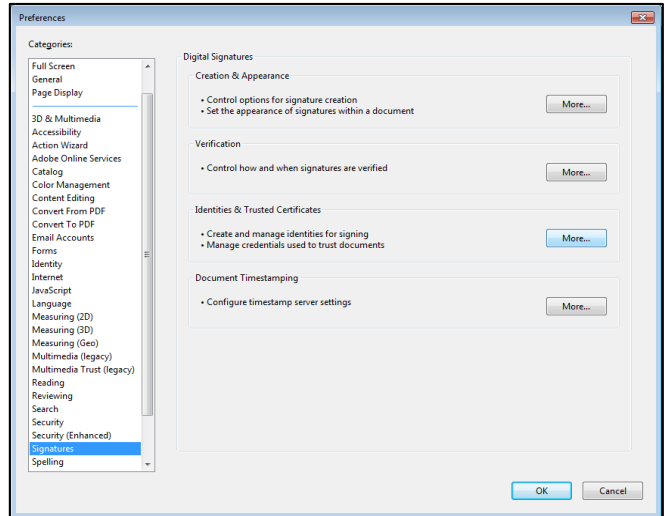 Preferences
Categories:
Full Screen
General
Page Display
3D & Multimedia
Accessibility
Action Wizard
Adobe Online Services
Catalog
Color Management
Content Editing
Convert From PDF
Convert To PDF
Email Accounts
Forms
Identity
Internet
JavaScript
Language
Measuring (2D)
Measuring (3D)
Measuring (Geo)
Multimedia (legacy)
Multimedia Trust (legacy)
Reading
Reviewing
Search
Security
Security (Enhanced)
Signatures
Spelling
Digital Signatures
Creation & Appearance
• Control options for signature creation
• Set the appearance of signatures within a document
More...
Verification
• Control how and when signatures are verified
More...
Identities & Trusted Certificates
• Create and manage identities for signing
• Manage credentials used to trust documents
More...
Document Timestamping
• Configure timestamp server settings
More...
OK
Cancel